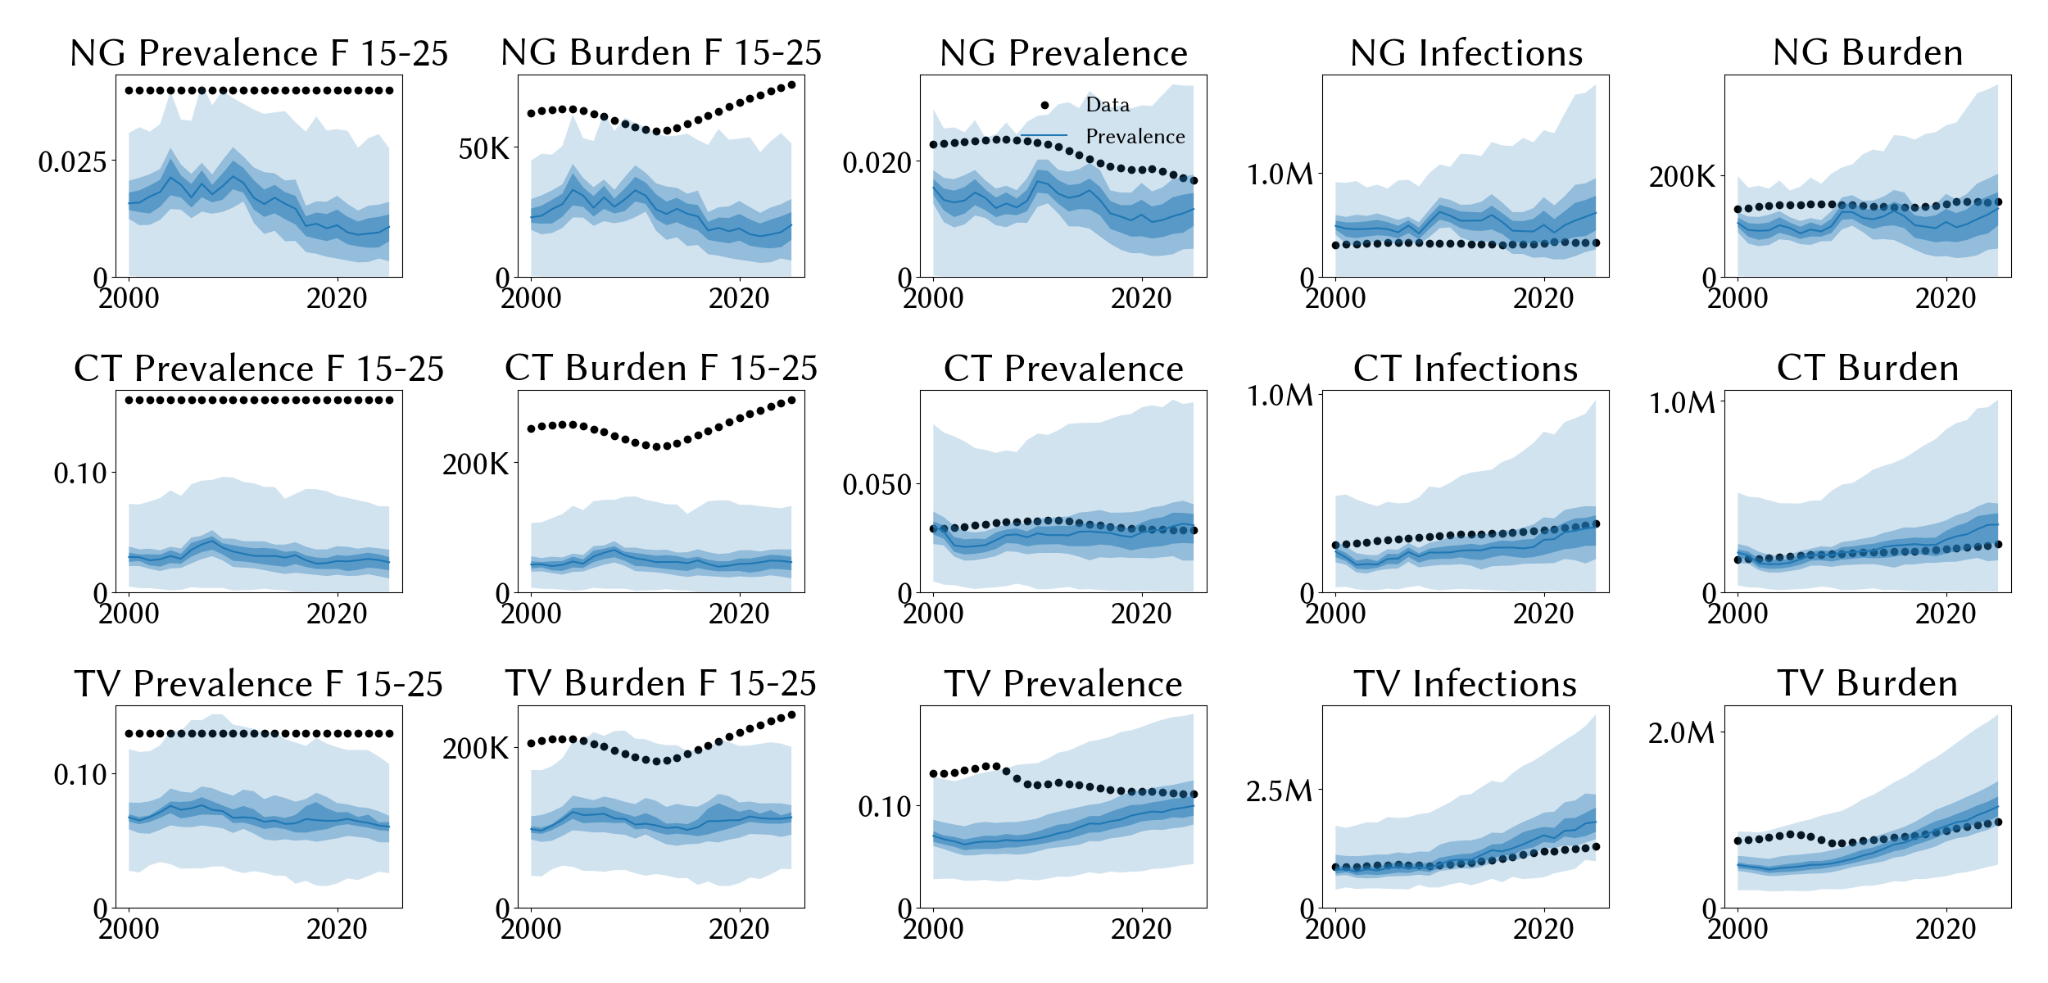 NG Prevalence F 15-25
NG Burden F 15-25
NG Prevalence
NG Infections
NG Burden
0.025
0
2000
2020
50K
0
2000
2020
Data
Prevalence
0.020
0
2000
2020
1.0M
0
2000
2020
200K
0
2000
2020
CT Prevalence F 15-25
CT Burden F 15-25
CT Prevalence
CT Infections
CT Burden
0.10
0
2000
2020
200K
0
2000
2020
0.050
0
2000
2020
1.0M
0
2000
2020
1.0M
0
2000
2020
TV Prevalence F 15-25
TV Burden F 15-25
TV Prevalence
TV Infections
TV Burden
0.10
0
2000
2020
200K
0
2000
2020
0.10
0
2000
2020
2.5M
0
2000
2020
2.0M
0
2000
2020